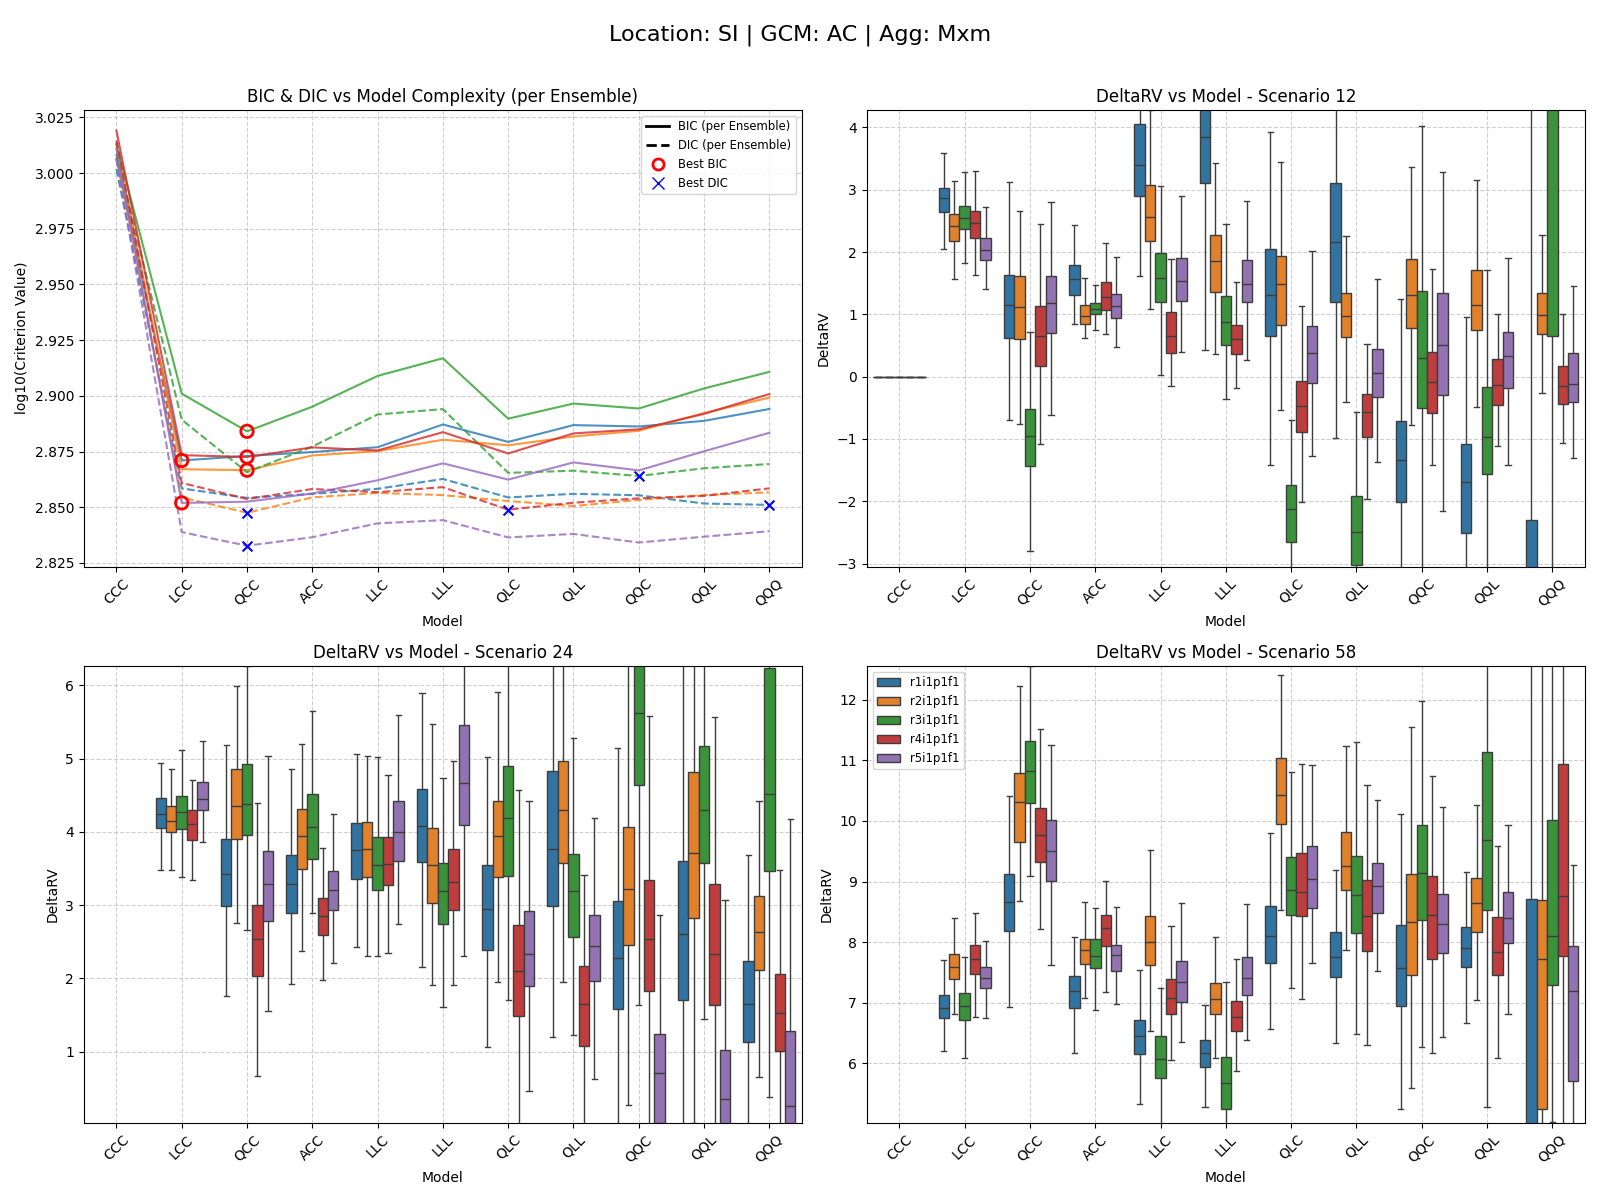 Location: SI | GCM: AC | Agg: Mxm
BIC & DIC vs Model Complexity (per Ensemble)
log10(Criterion Value)
3.025
3.000
2.975
2.950
2.925
2.900
2.875
2.850
2.825
BIC (per Ensemble)
DIC (per Ensemble)
Best BIC
Best DIC
CCC LCC QCC ACC LLC LLL QLC QLL QQC QQL QQQ
Model
DeltaRV vs Model - Scenario 12
DeltaRV
4
3
2
1
0
−1
−2
−3
CCC LCC QCC ACC LLC LLL QLC QLL QQC QQL QQQ
Model
DeltaRV vs Model - Scenario 24
DeltaRV
6
5
4
3
2
1
CCC LCC QCC ACC LLC LLL QLC QLL QQC QQL QQQ
Model
DeltaRV vs Model - Scenario 58
DeltaRV
12
11
10
9
8
7
6
r1i1p1f1
r2i1p1f1
r3i1p1f1
r4i1p1f1
r5i1p1f1
CCC LCC QCC ACC LLC LLL QLC QLL QQC QQL QQQ
Model